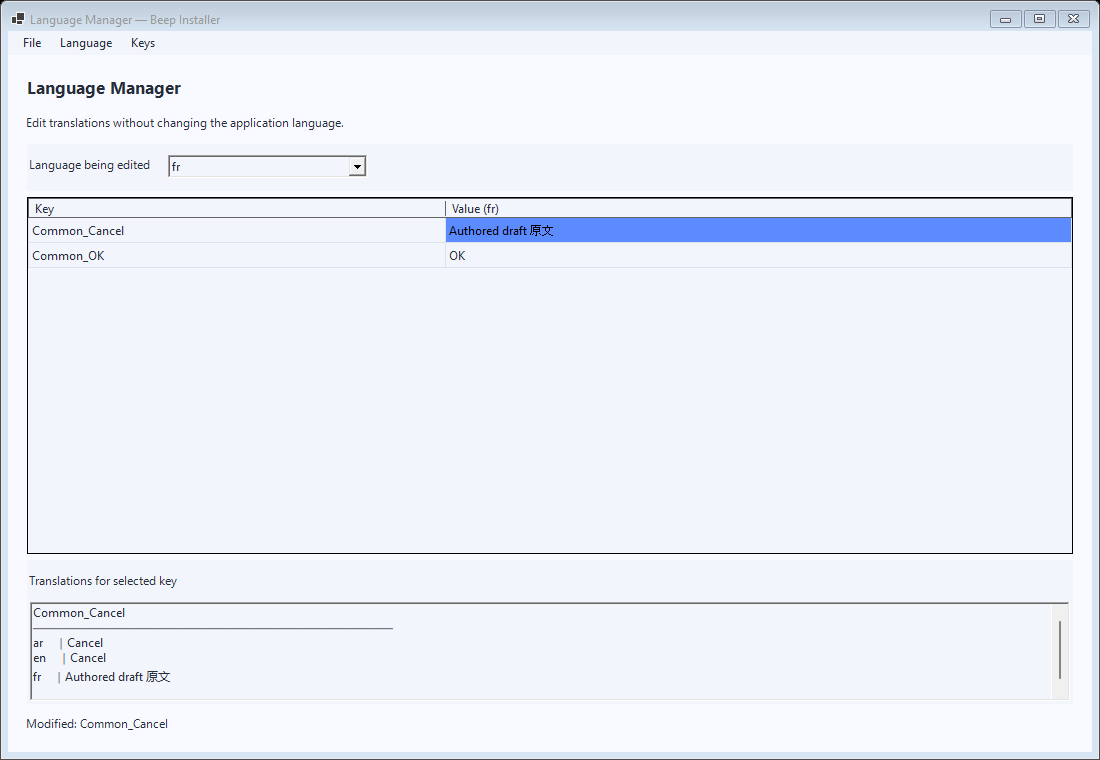 Language Manager — Beep Installer
File Language Keys
Language Manager
Edit translations without changing the application language.
Language being edited fr
Key Value (fr)
Common_Cancel Authored draft 原文
Common_OK OK
Translations for selected key
Common_Cancel
ar | Cancel
en | Cancel
fr | Authored draft 原文
Modified: Common_Cancel